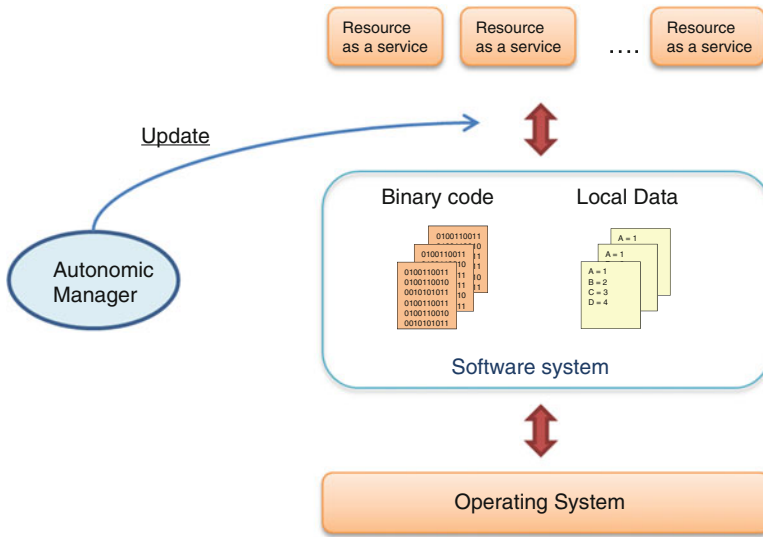 Resource
as a service
Resource
as a service
....
Resource
as a service
Update
Binary code
Local Data
0100110011
0100110011
0100110011
0100110010
0010101011
0100110011
0100110010
0010101011
A = 1
A = 1
A = 1
B = 2
C = 3
D = 4
Autonomic
Manager
Software system
Operating System